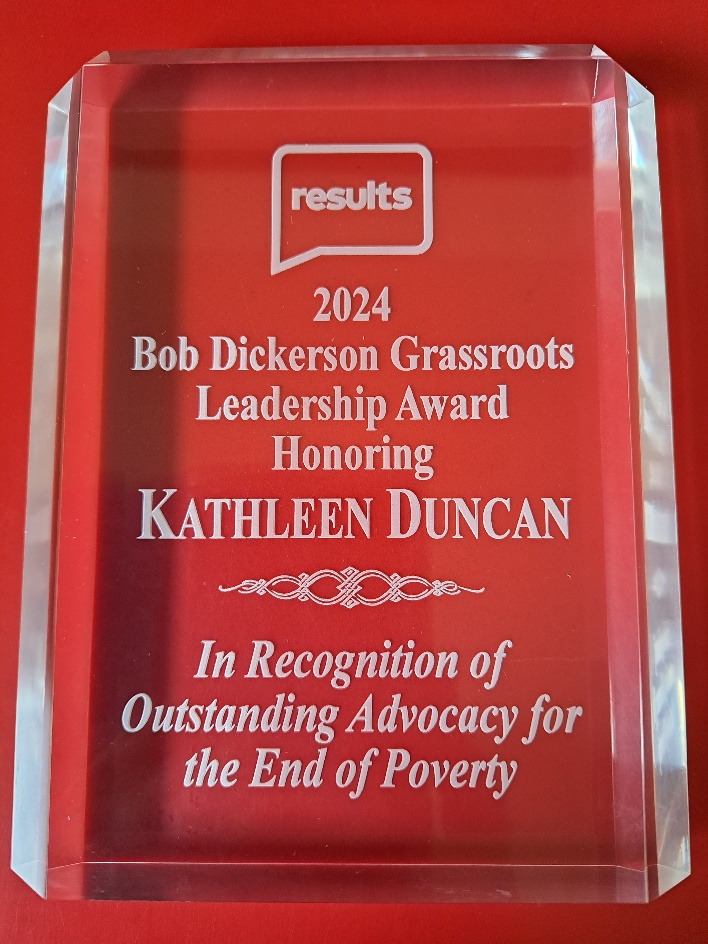 results
2024
Bob Dickerson Grassroots
Leadership Award
Honoring
KATHLEEN DUNCAN
In Recognition of
Outstanding Advocacy for
the End of Poverty